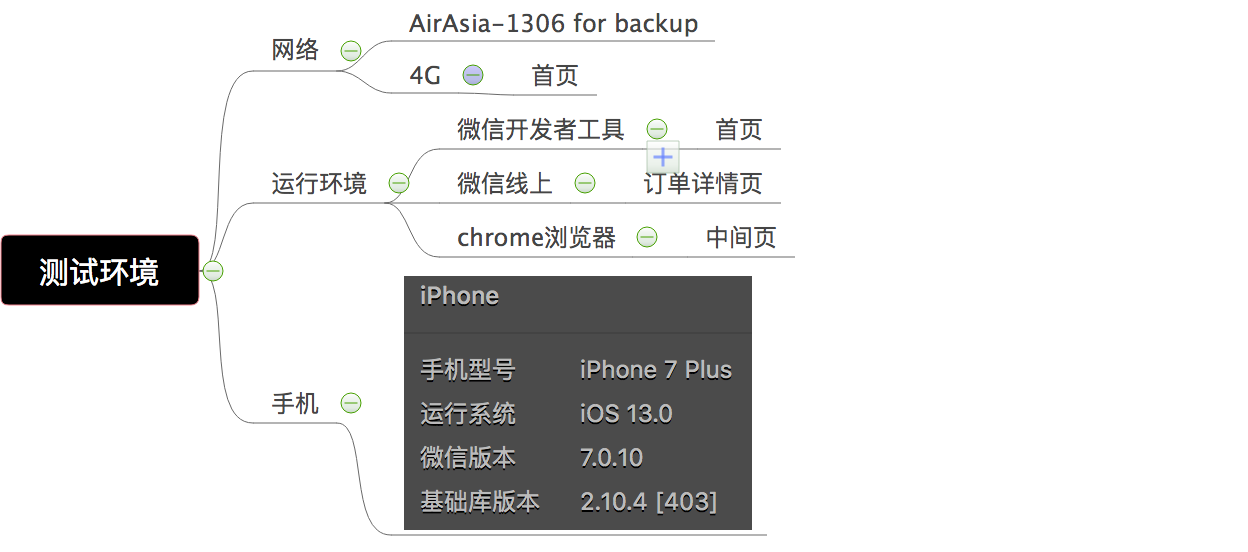 测试环境
网络
AirAsia-1306 for backup
4G 首页
运行环境
微信开发者工具 首页
微信线上 订单详情页
chrome浏览器 中间页
手机
iPhone
手机型号 iPhone 7 Plus
运行系统 iOS 13.0
微信版本 7.0.10
基础库版本 2.10.4 [403]